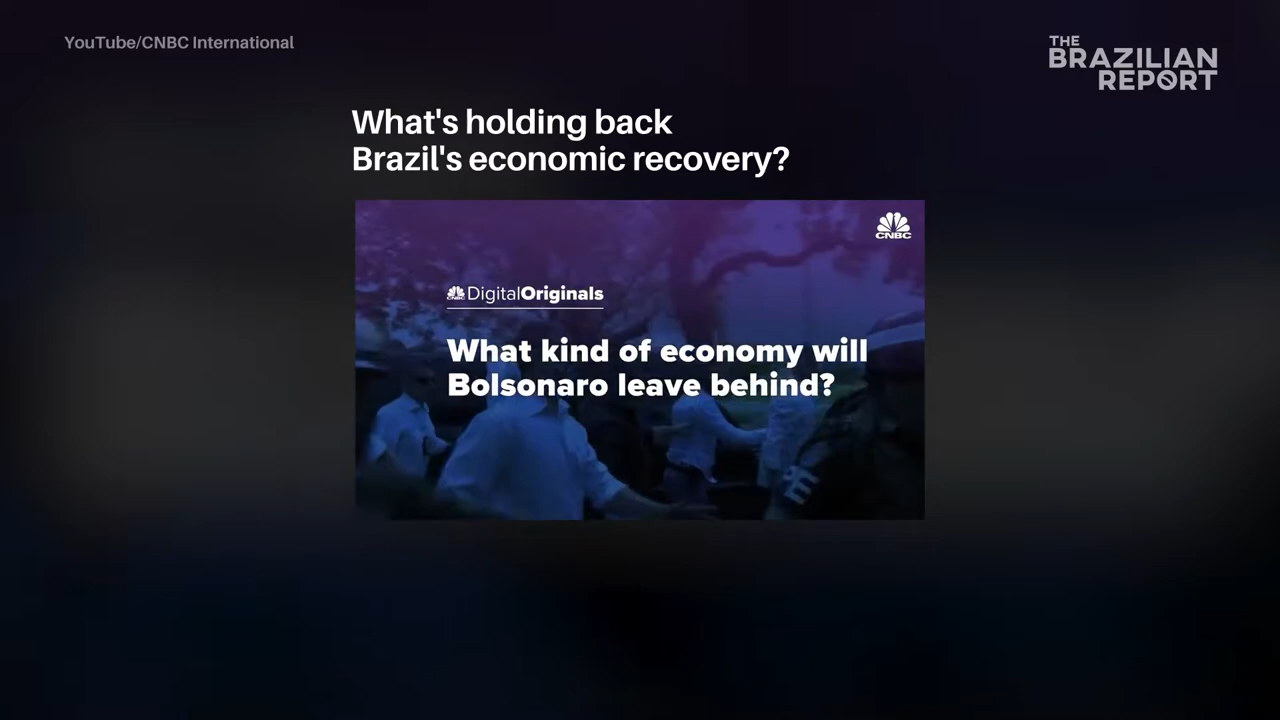 YouTube/CNBC International
THE
BRAZILIAN
REPORT
What's holding back
Brazil's economic recovery?
CNBC
CNBC DigitalOriginals
What kind of economy will
Bolsonaro leave behind?